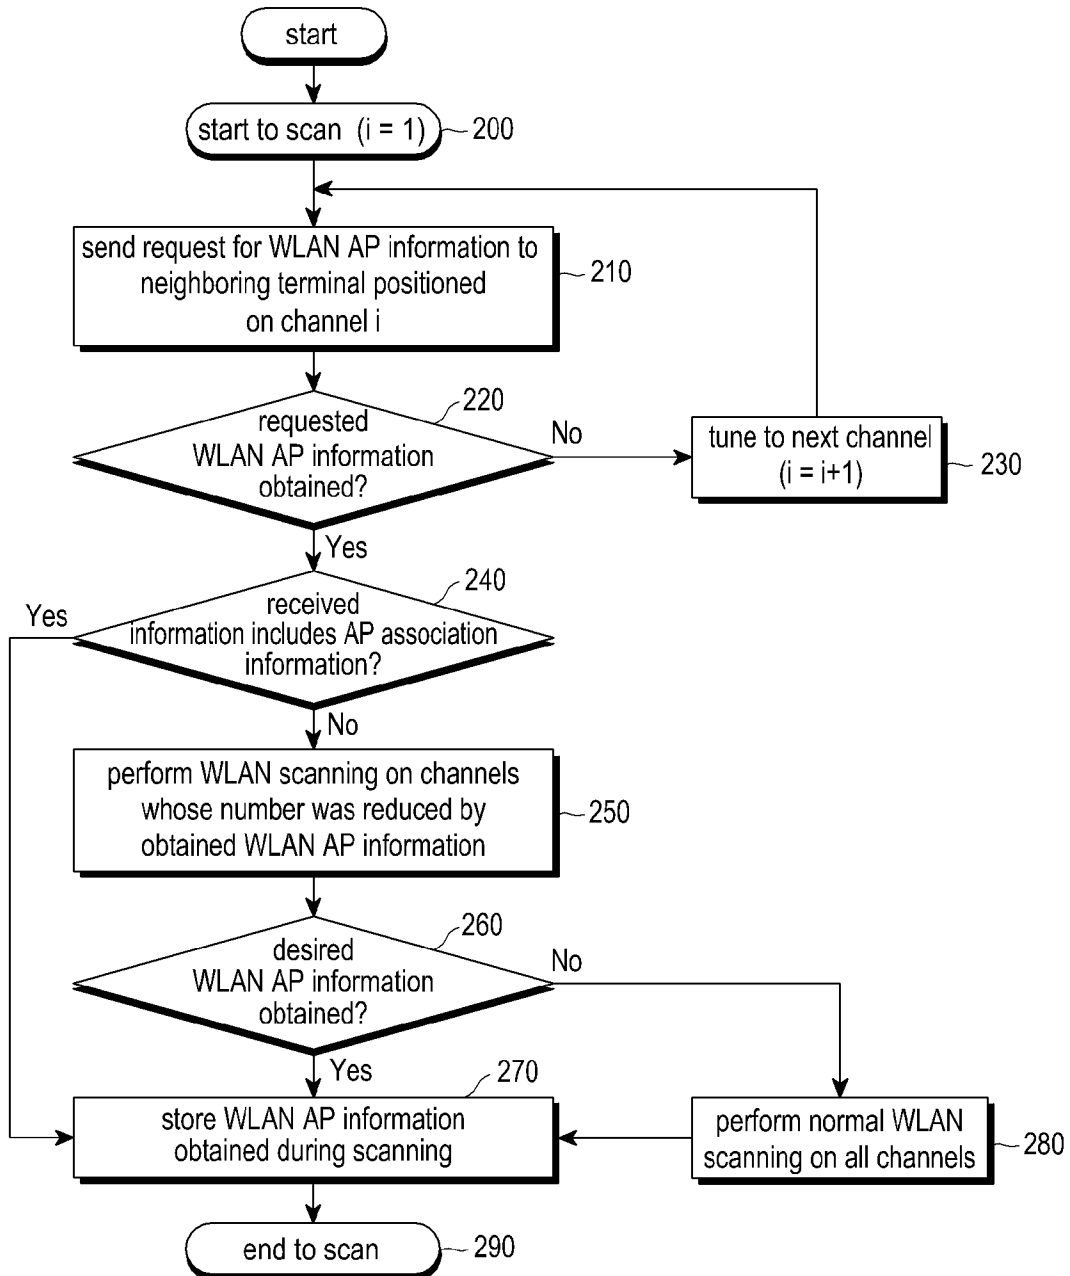 start
start to scan (i = 1)
200
send request for WLAN AP information to
neighboring terminal positioned
on channel i
210
220
requested
WLAN AP information
obtained?
No
tune to next channel
(i = i+1)
230
Yes
240
received
information includes AP association
information?
Yes
No
perform WLAN scanning on channels
whose number was reduced by
obtained WLAN AP information
250
260
desired
WLAN AP information
obtained?
No
Yes
270
store WLAN AP information
obtained during scanning
perform normal WLAN
scanning on all channels
280
end to scan
290